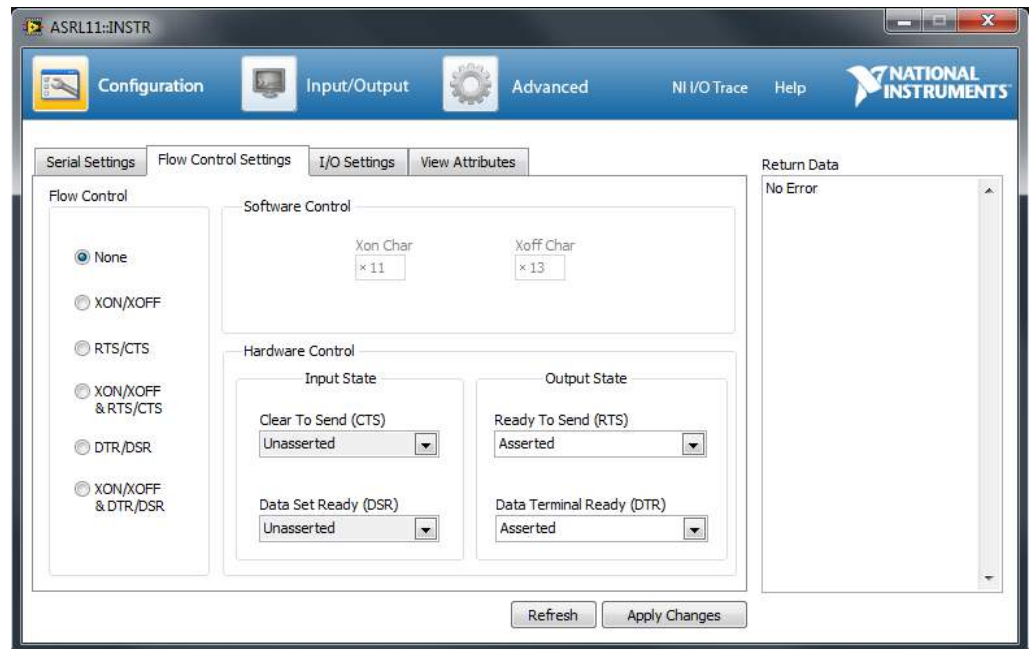 ASRL11::INSTR
Configuration
Input/Output
Advanced
NI I/O Trace
Help
NATIONAL
INSTRUMENTS
Serial Settings
Flow Control Settings
I/O Settings
View Attributes
Return Data
No Error
Flow Control
None
XON/XOFF
RTS/CTS
XON/XOFF
& RTS/CTS
DTR/DSR
XON/XOFF
& DTR/DSR
Software Control
Xon Char
× 11
Xoff Char
× 13
Hardware Control
Input State
Clear To Send (CTS)
Unasserted
Data Set Ready (DSR)
Unasserted
Output State
Ready To Send (RTS)
Asserted
Data Terminal Ready (DTR)
Asserted
Refresh
Apply Changes